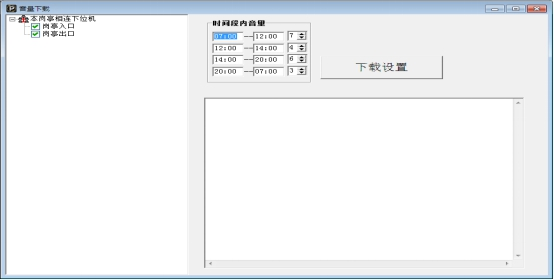 音量下载
本岗亭相连下位机
岗亭入口
岗亭出口
时间段内音量
07:00--12:00 7
12:00--14:00 4
14:00--20:00 6
20:00--07:00 3
下载设置